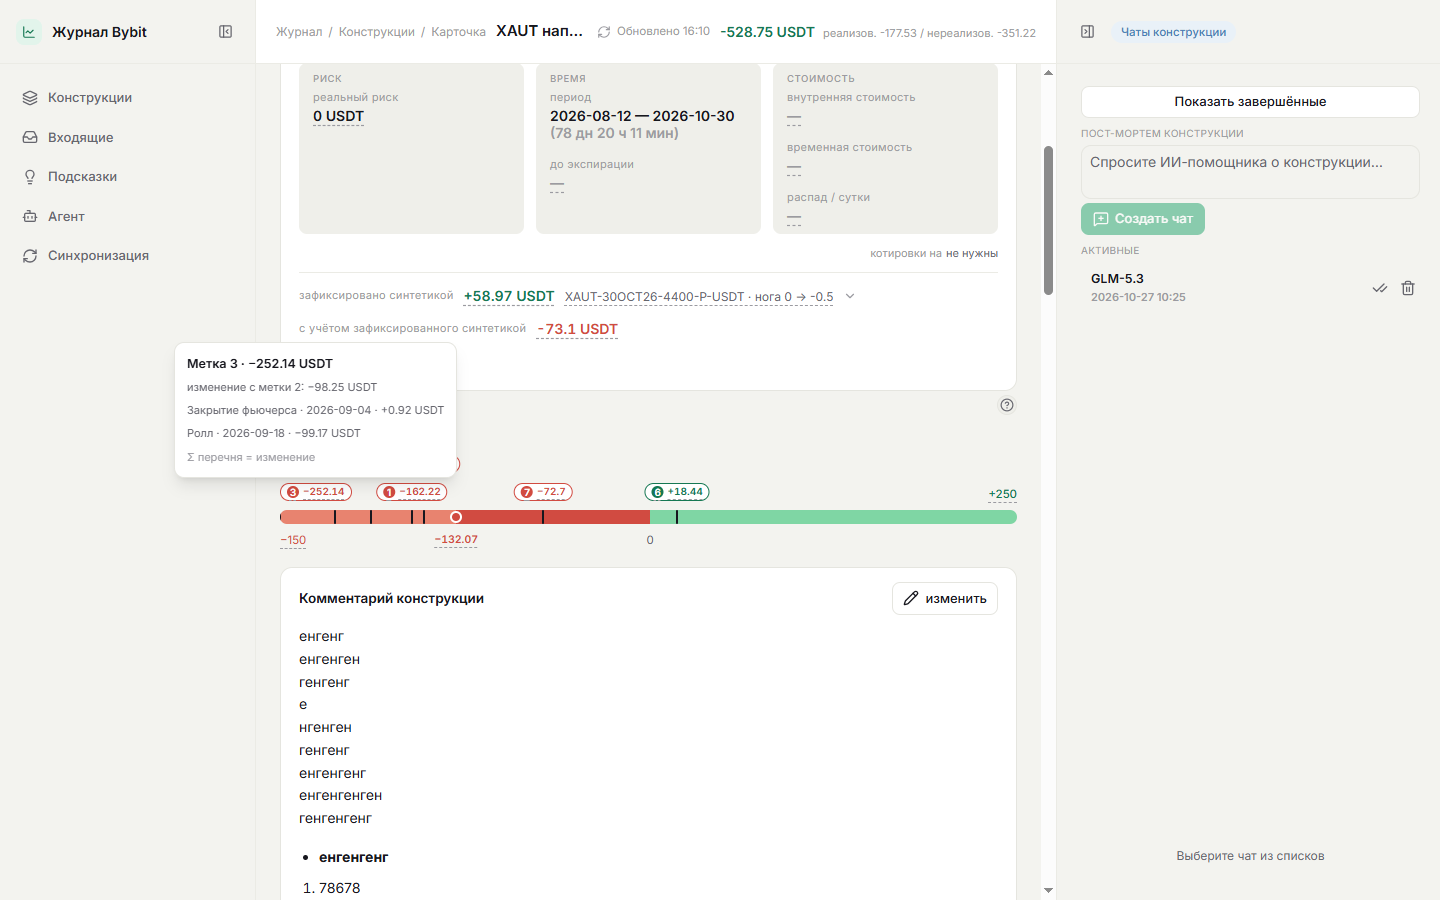 Журнал Bybit
Конструкции
Входящие
Подсказки
Агент
Синхронизация
Журнал / Конструкции / Карточка XAUT нап... Обновлено 16:10 -528.75 USDT реализов. -177.53 / нереализов. -351.22
РИСК
реальный риск
0 USDT
ВРЕМЯ
период
2026-08-12 — 2026-10-30
(78 дн 20 ч 11 мин)
до экспирации
—
СТОИМОСТЬ
внутренняя стоимость
—
временная стоимость
—
распад / сутки
—
котировки на не нужны
зафиксировано синтетикой +58.97 USDT XAUT-30OCT26-4400-P-USDT · нога 0 → -0.5
с учётом зафиксированного синтетикой -73.1 USDT
Метка 3 · −252.14 USDT
изменение с метки 2: −98.25 USDT
Закрытие фьючерса · 2026-09-04 · +0.92 USDT
Ролл · 2026-09-18 · −99.17 USDT
Σ перечня = изменение
3 −252.14 1 −162.22 7 −72.7 6 +18.44 +250
−150 −132.07 0
Комментарий конструкции
изменить
енгенг
енгенген
генгенг
е
нгенген
генгенг
енгенгенг
енгенгенген
генгенгенг
• енгенгенг
1. 78678
Чаты конструкции
Показать завершённые
ПОСТ-МОРТЕМ КОНСТРУКЦИИ
Спросите ИИ-помощника о конструкции...
Создать чат
АКТИВНЫЕ
GLM-5.3
2026-10-27 10:25
Выберите чат из списков